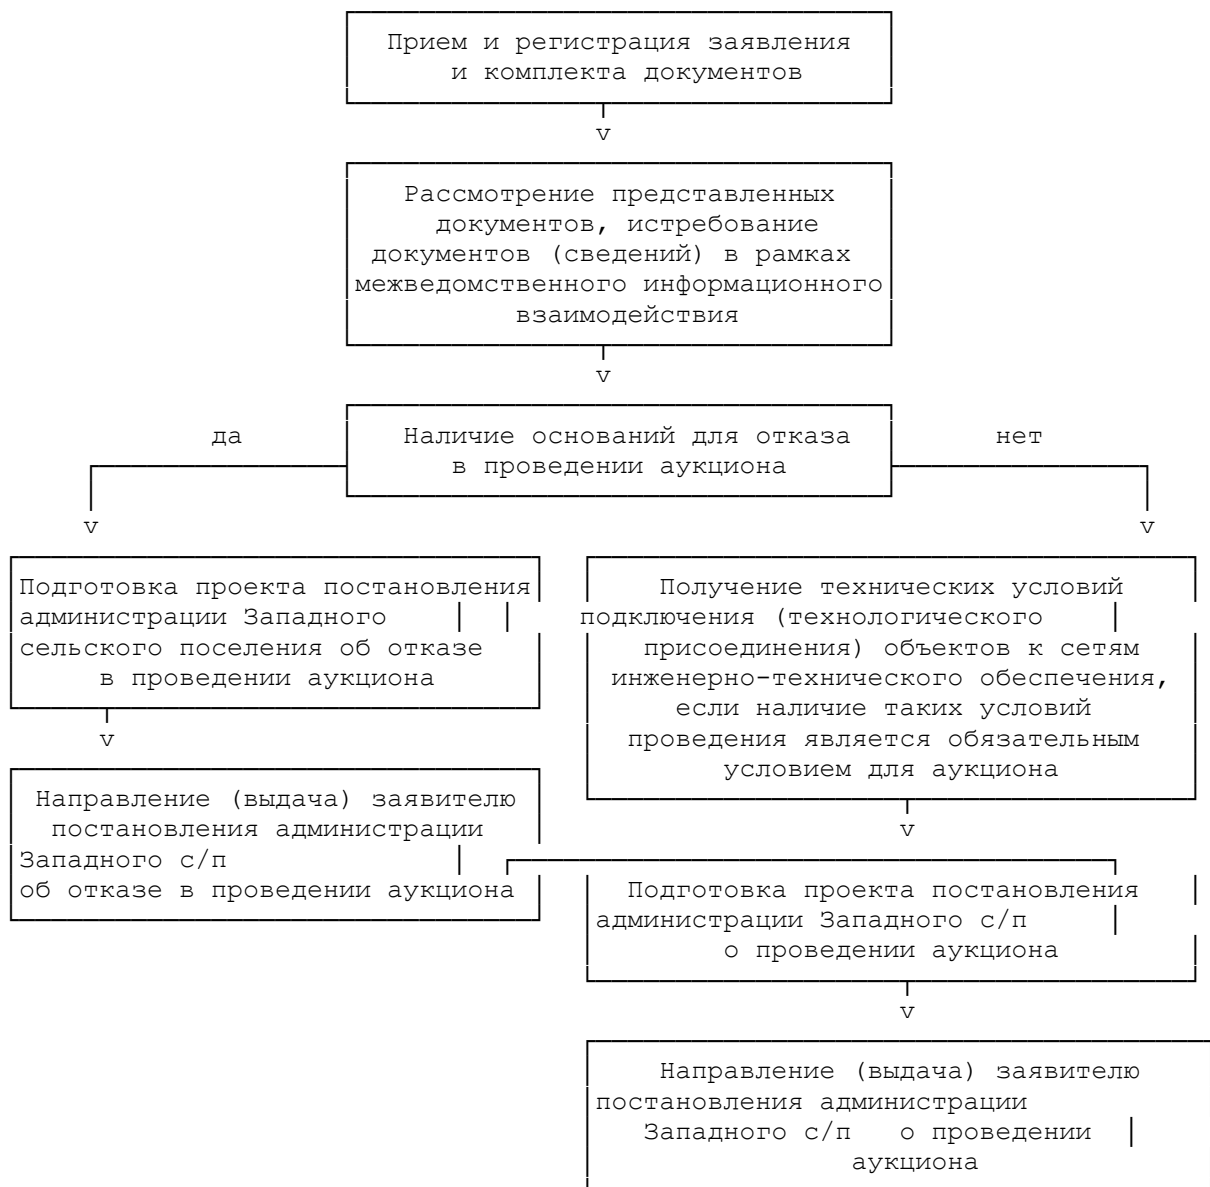 Прием и регистрация заявления
и комплекта документов
v
Рассмотрение представленных
документов, истребование
документов (сведений) в рамках
межведомственного информационного
взаимодействия
v
да
Наличие оснований для отказа
в проведении аукциона
нет
v
v
Подготовка проекта постановления
администрации Западного
сельского поселения об отказе
в проведении аукциона
v
Направление (выдача) заявителю
постановления администрации
Западного с/п
об отказе в проведении аукциона
Получение технических условий
подключения (технологического
присоединения) объектов к сетям
инженерно-технического обеспечения,
если наличие таких условий
проведения является обязательным
условием для аукциона
v
Подготовка проекта постановления
администрации Западного с/п
о проведении аукциона
v
Направление (выдача) заявителю
постановления администрации
Западного с/п о проведении
аукциона